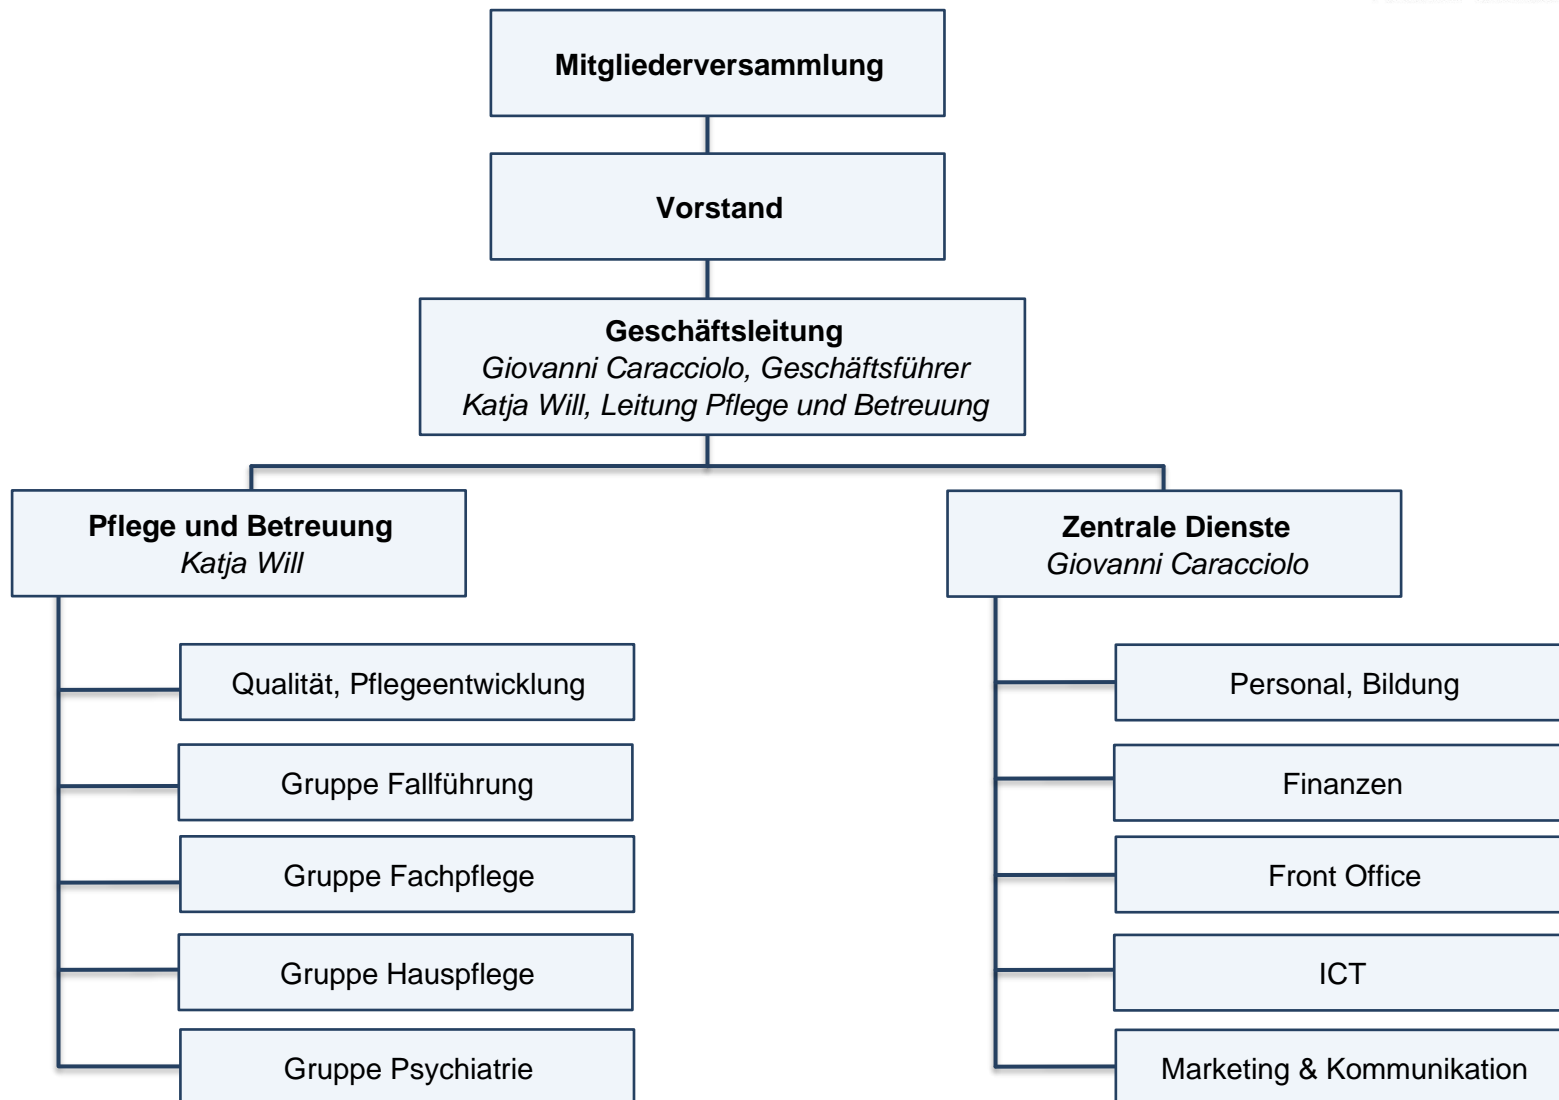 Mitgliederversammlung
Vorstand
Geschäftsleitung
Giovanni Caracciolo, Geschäftsführer
Katja Will, Leitung Pflege und Betreuung
Pflege und Betreuung
Katja Will
Qualität, Pflegeentwicklung
Gruppe Fallführung
Gruppe Fachpflege
Gruppe Hauspflege
Gruppe Psychiatrie
Zentrale Dienste
Giovanni Caracciolo
Personal, Bildung
Finanzen
Front Office
ICT
Marketing & Kommunikation